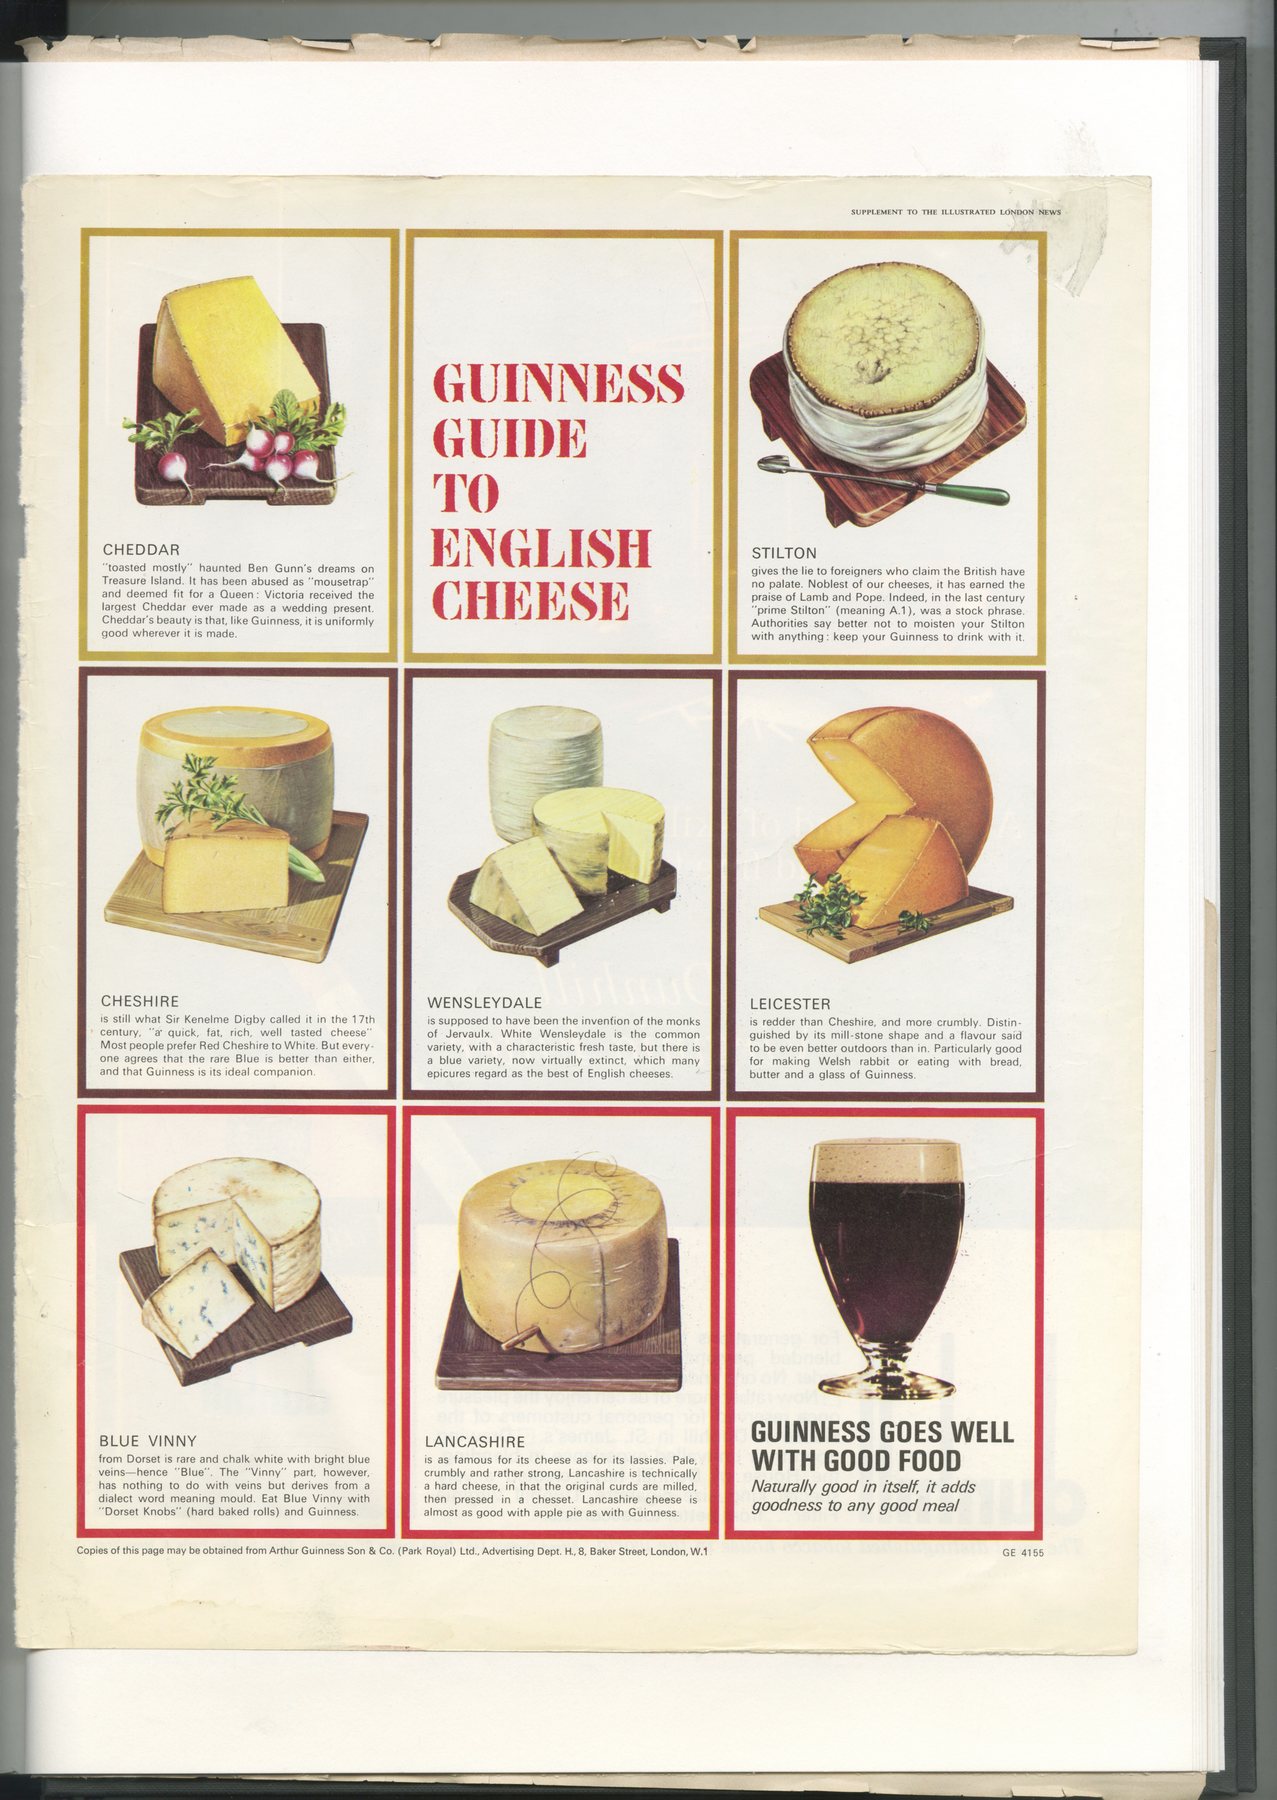 SUPPLEMENT TO THE ILLUSTRATED LONDON NEWS
CHEDDAR
"toasted mostly" haunted Ben Gunn's dreams on
Treasure Island. It has been abused as "mousetrap"
and deemed fit for a Queen: Victoria received the
largest Cheddar ever made as a wedding present.
Cheddar's beauty is that, like Guinness, it is uniformly
good wherever it is made.
GUINNESS
GUIDE
TO
ENGLISH
CHEESE
STILTON
gives the lie to foreigners who claim the British have
no palate. Noblest of our cheeses, it has earned the
praise of Lamb and Pope. Indeed, in the last century
"prime Stilton" (meaning A.1), was a stock phrase.
Authorities say better not to moisten your Stilton
with anything: keep your Guinness to drink with it.
CHESHIRE
is still what Sir Kenelme Digby called it in the 17th
century, "a quick, fat, rich, well tasted cheese"
Most people prefer Red Cheshire to White. But every-
one agrees that the rare Blue is better than either,
and that Guinness is its ideal companion.
WENSLEYDALE
is supposed to have been the invention of the monks
of Jervaulx. White Wensleydale is the common
variety, with a characteristic fresh taste, but there is
a blue variety, now virtually extinct, which many
epicures regard as the best of English cheeses.
LEICESTER
is redder than Cheshire, and more crumbly. Distin-
guished by its mill-stone shape and a flavour said
to be even better outdoors than in. Particularly good
for making Welsh rabbit or eating with bread,
butter and a glass of Guinness.
BLUE VINNY
from Dorset is rare and chalk white with bright blue
veins—hence "Blue". The "Vinny" part, however,
has nothing to do with veins but derives from a
dialect word meaning mould. Eat Blue Vinny with
"Dorset Knobs" (hard baked rolls) and Guinness.
LANCASHIRE
is as famous for its cheese as for its lassies. Pale,
crumbly and rather strong, Lancashire is technically
a hard cheese, in that the original curds are milled,
then pressed in a chesset. Lancashire cheese is
almost as good with apple pie as with Guinness.
GUINNESS GOES WELL
WITH GOOD FOOD
Naturally good in itself, it adds
goodness to any good meal
Copies of this page may be obtained from Arthur Guinness Son & Co. (Park Royal) Ltd., Advertising Dept. H., 8, Baker Street, London, W.1
GE 4155